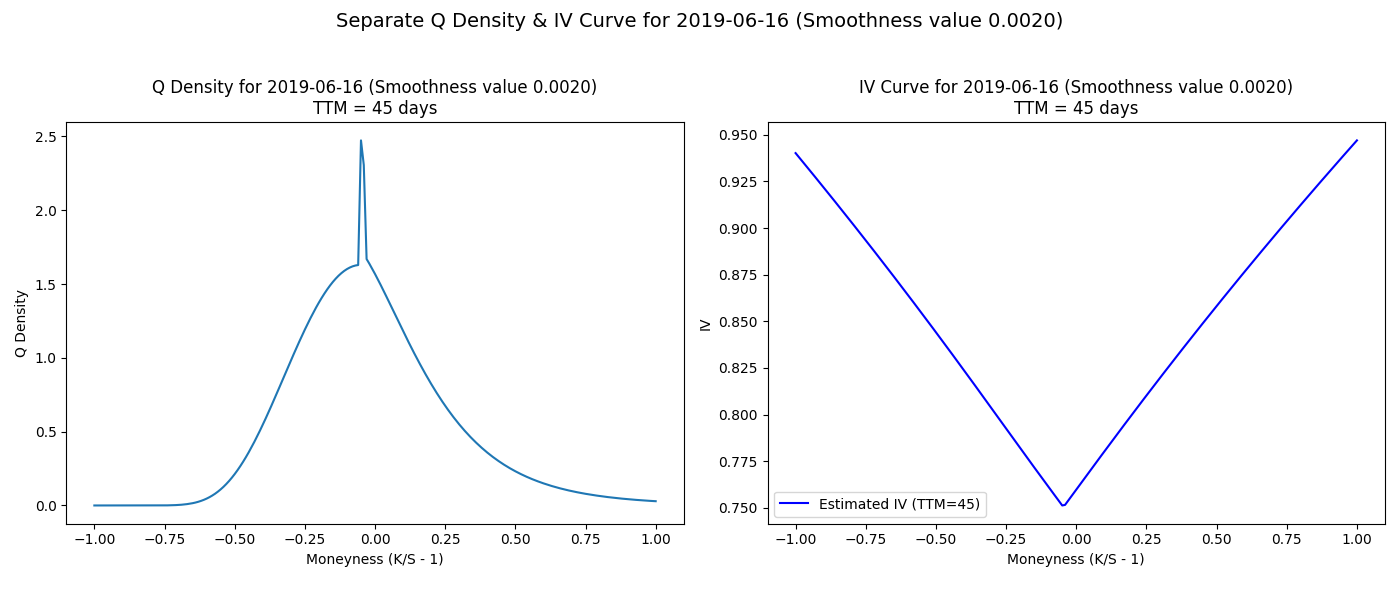 Separate Q Density & IV Curve for 2019-06-16 (Smoothness value 0.0020)
Q Density for 2019-06-16 (Smoothness value 0.0020)
TTM = 45 days
2.5
2.0
1.5
1.0
0.5
0.0
Q Density
−1.00 −0.75 −0.50 −0.25 0.00 0.25 0.50 0.75 1.00
Moneyness (K/S - 1)
IV Curve for 2019-06-16 (Smoothness value 0.0020)
TTM = 45 days
0.950
0.925
0.900
0.875
0.850
0.825
0.800
0.775
0.750
IV
Estimated IV (TTM=45)
−1.00 −0.75 −0.50 −0.25 0.00 0.25 0.50 0.75 1.00
Moneyness (K/S - 1)